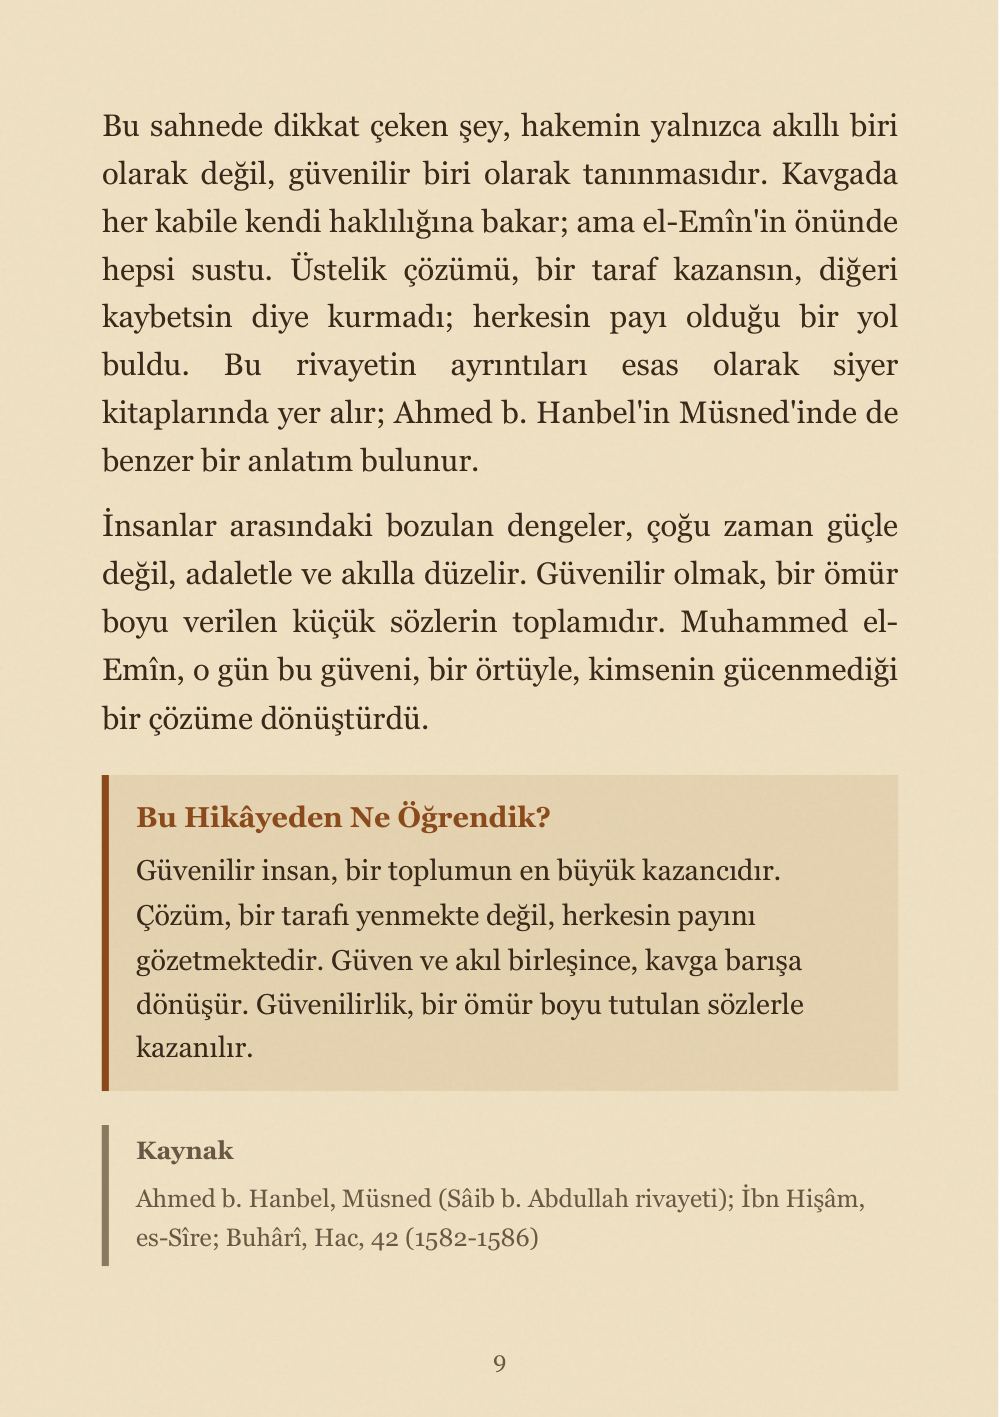 Bu sahnede dikkat çeken şey, hakemin yalnızca akıllı biri
olarak değil, güvenilir biri olarak tanınmasıdır. Kavgada
her kabile kendi haklılığına bakar; ama el-Emîn'in önünde
hepsi sustu. Üstelik çözümü, bir taraf kazansın, diğeri
kaybetsin diye kurmadı; herkesin payı olduğu bir yol
buldu. Bu rivayetin ayrıntıları esas olarak siyer
kitaplarında yer alır; Ahmed b. Hanbel'in Müsned'inde de
benzer bir anlatım bulunur.
İnsanlar arasındaki bozulan dengeler, çoğu zaman güçle
değil, adaletle ve akılla düzelir. Güvenilir olmak, bir ömür
boyu verilen küçük sözlerin toplamıdır. Muhammed el-
Emîn, o gün bu güveni, bir örtüyle, kimsenin gücenmediği
bir çözüme dönüştürdü.
Bu Hikâyeden Ne Öğrendik?
Güvenilir insan, bir toplumun en büyük kazancıdır.
Çözüm, bir tarafı yenmekte değil, herkesin payını
gözetmektedir. Güven ve akıl birleşince, kavga barışa
dönüşür. Güvenilirlik, bir ömür boyu tutulan sözlerle
kazanılır.
Kaynak
Ahmed b. Hanbel, Müsned (Sâib b. Abdullah rivayeti); İbn Hişâm,
es-Sîre; Buhârî, Hac, 42 (1582-1586)
9